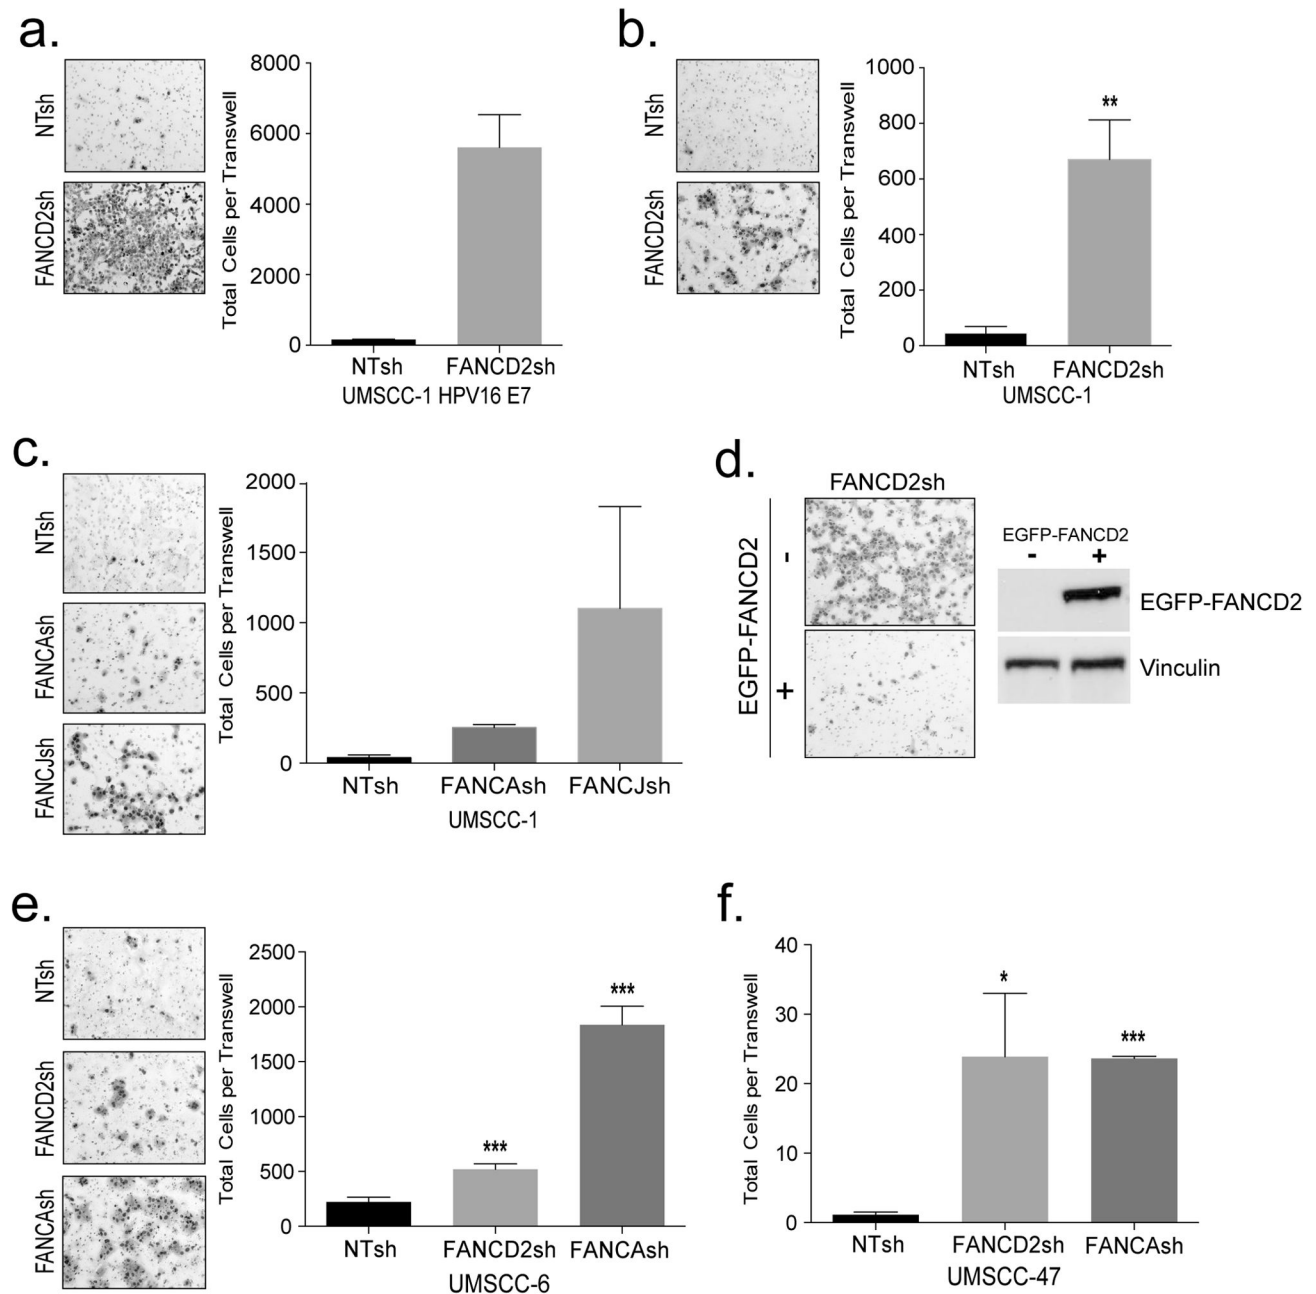 a.
NTsh
FANCD2sh
Total Cells per Transwell
8000
6000
4000
2000
0
NTsh FANCD2sh
UMSCC-1 HPV16 E7
b.
NTsh
FANCD2sh
Total Cells per Transwell
1000
800
600
400
200
0
**
NTsh FANCD2sh
UMSCC-1
c.
NTsh
FANCAsh
FANCJsh
Total Cells per Transwell
2000
1500
1000
500
0
NTsh FANCAsh FANCJsh
UMSCC-1
d.
FANCD2sh
EGFP-FANCD2
-
+
EGFP-FANCD2
- +
EGFP-FANCD2
Vinculin
e.
NTsh
FANCD2sh
FANCAsh
Total Cells per Transwell
2500
2000
1500
1000
500
0
***
***
NTsh FANCD2sh FANCAsh
UMSCC-6
f.
Total Cells per Transwell
40
30
20
10
0
*
***
NTsh FANCD2sh FANCAsh
UMSCC-47